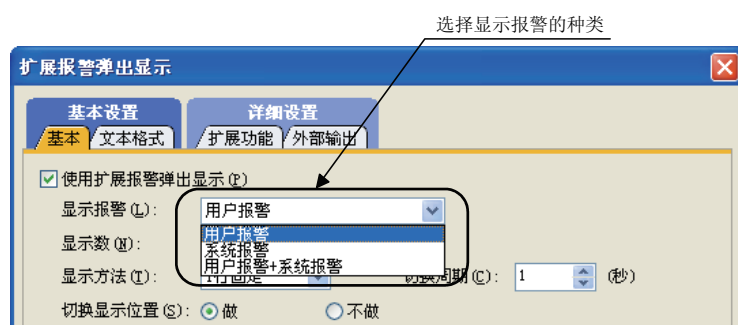 选择显示报警的种类
扩展报警弹出显示
基本设置 详细设置
基本 文本格式 扩展功能 外部输出
使用扩展报警弹出显示(P)
显示报警(L): 用户报警
用户报警
显示数(N): 系统报警
用户报警+系统报警
显示方法(T): 1行固定 切换周期(C): 1 (秒)
切换显示位置(S): 做 不做